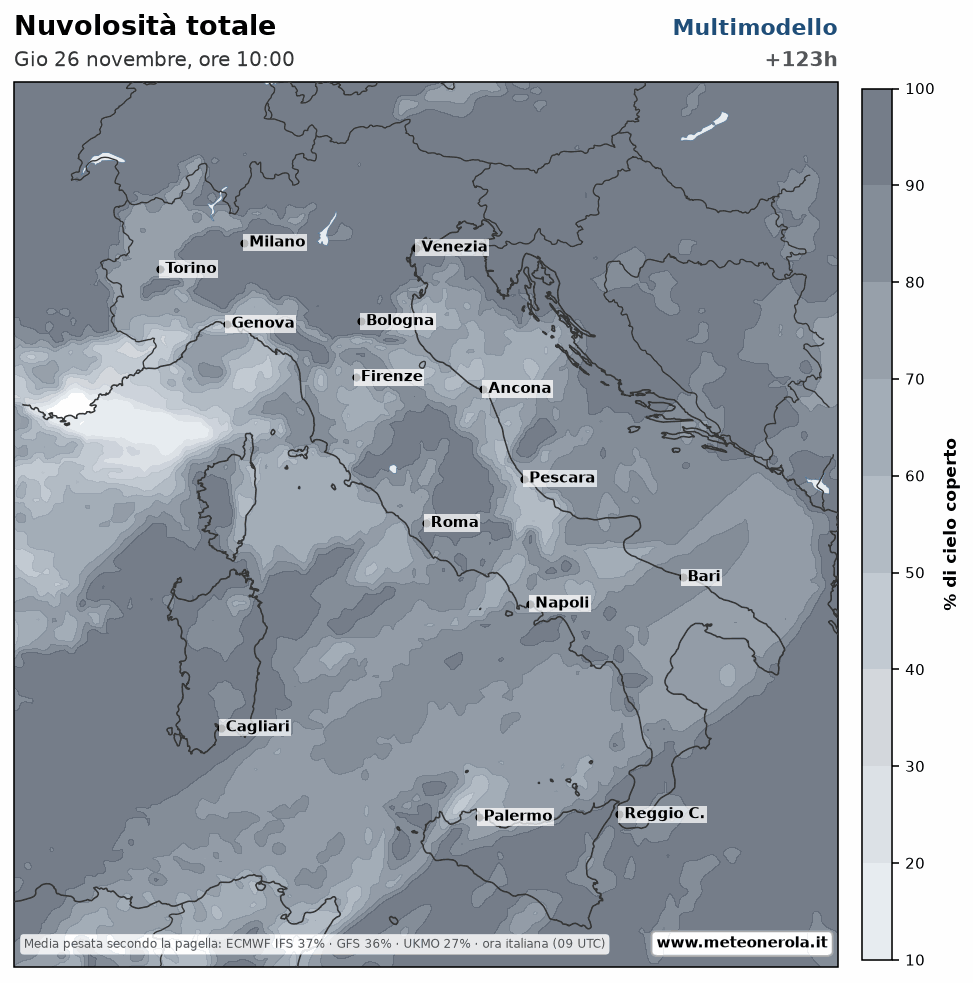 Nuvolosità totale
Multimodello
Gio 26 novembre, ore 10:00
+123h
Milano
Venezia
Torino
Genova
Bologna
Firenze
Ancona
Pescara
Roma
Bari
Napoli
Cagliari
Palermo
Reggio C.
100
90
80
70
60
50
40
30
20
10
% di cielo coperto
Media pesata secondo la pagella: ECMWF IFS 37% · GFS 36% · UKMO 27% · ora italiana (09 UTC)
www.meteonerola.it